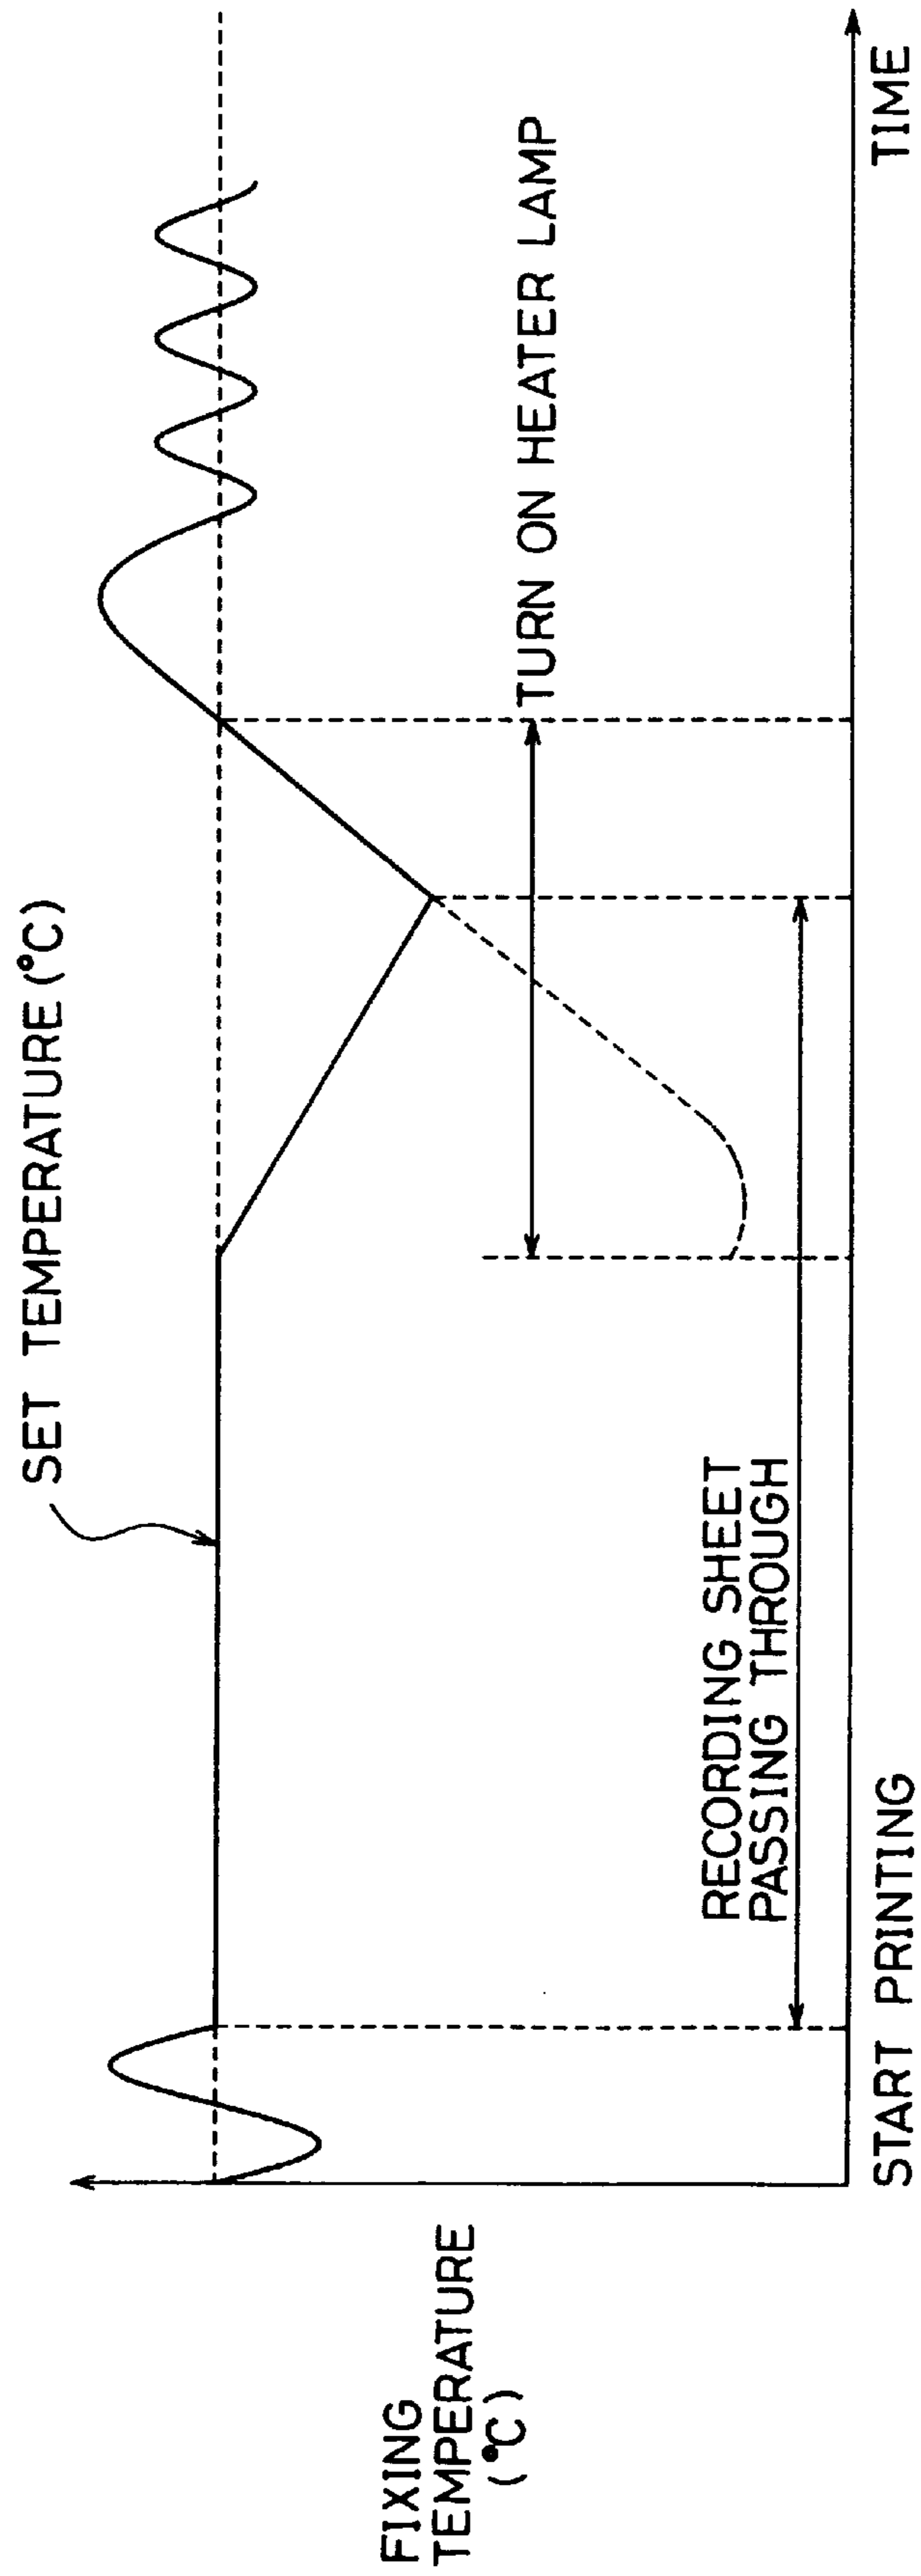 SET TEMPERATURE (°C)
FIXING
TEMPERATURE
(°C)
TURN ON HEATER LAMP
RECORDING SHEET
PASSING THROUGH
START PRINTING
TIME